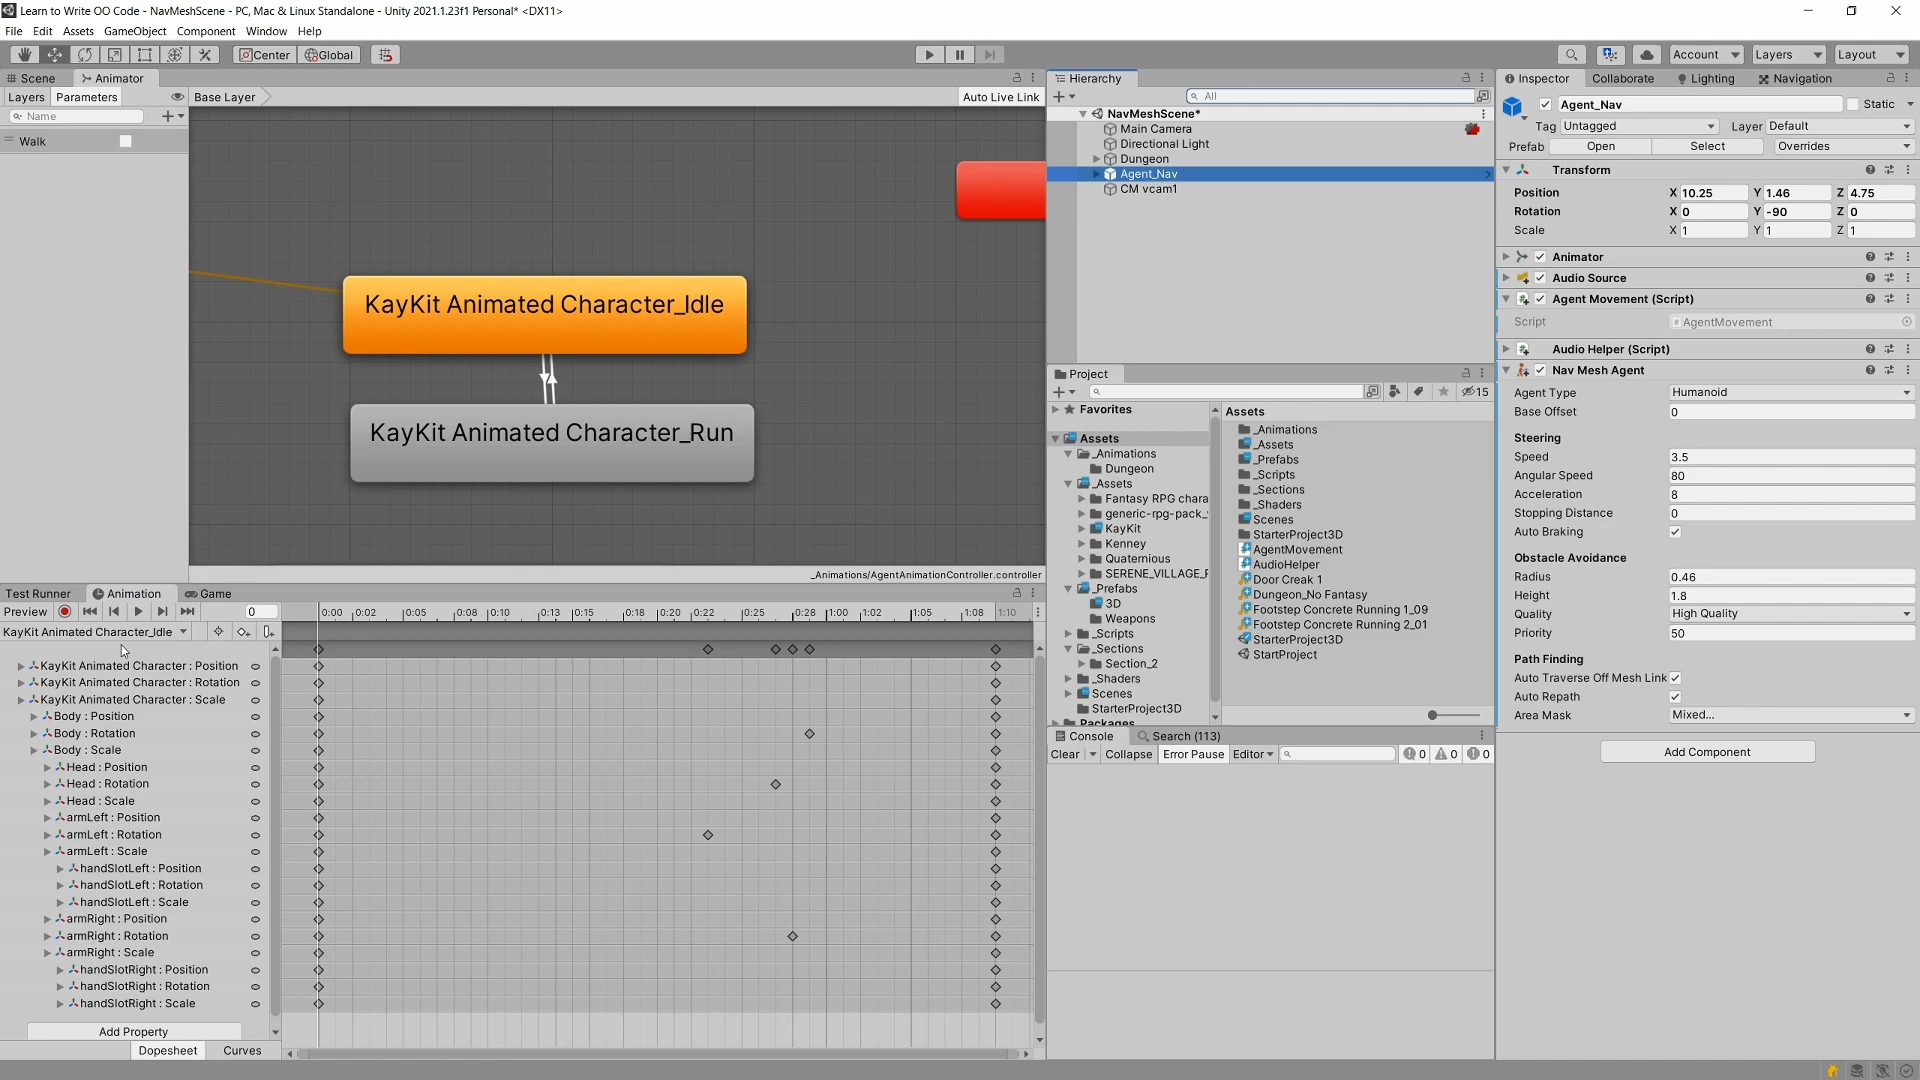 Learn to Write OO Code - NavMeshScene - PC, Mac & Linux Standalone - Unity 2021.1.23f1 Personal* <DX11>
File Edit Assets GameObject Component Window Help
Center Global
Account Layers Layout
Scene Animator
Layers Parameters Base Layer Auto Live Link
Name
Walk
KayKit Animated Character_Idle
KayKit Animated Character_Run
_Animations/AgentAnimationController.controller
Test Runner Animation Game
Preview 0
0:00 0:02 0:05 0:08 0:10 0:13 0:15 0:18 0:20 0:22 0:25 0:28 1:00 1:02 1:05 1:08 1:10
KayKit Animated Character_Idle
KayKit Animated Character : Position
KayKit Animated Character : Rotation
KayKit Animated Character : Scale
Body : Position
Body : Rotation
Body : Scale
Head : Position
Head : Rotation
Head : Scale
armLeft : Position
armLeft : Rotation
armLeft : Scale
handSlotLeft : Position
handSlotLeft : Rotation
handSlotLeft : Scale
armRight : Position
armRight : Rotation
armRight : Scale
handSlotRight : Position
handSlotRight : Rotation
handSlotRight : Scale
Add Property
Dopesheet Curves
Hierarchy
All
NavMeshScene*
Main Camera
Directional Light
Dungeon
Agent_Nav
CM vcam1
Project
15
Favorites
Assets
_Animations
Dungeon
_Assets
Fantasy RPG chara
generic-rpg-pack_
KayKit
Kenney
Quaternious
SERENE_VILLAGE_
_Prefabs
3D
Weapons
_Scripts
_Sections
Section_2
_Shaders
Scenes
StarterProject3D
Packages
Assets
_Animations
_Assets
_Prefabs
_Scripts
_Sections
_Shaders
Scenes
StarterProject3D
AgentMovement
AudioHelper
Door Creak 1
Dungeon_No Fantasy
Footstep Concrete Running 1_09
Footstep Concrete Running 2_01
StarterProject3D
StartProject
Console Search (113)
Clear Collapse Error Pause Editor 0 0 0
Inspector Collaborate Lighting Navigation
Agent_Nav Static
Tag Untagged Layer Default
Prefab Open Select Overrides
Transform
Position X 10.25 Y 1.46 Z 4.75
Rotation X 0 Y -90 Z 0
Scale X 1 Y 1 Z 1
Animator
Audio Source
Agent Movement (Script)
Script AgentMovement
Audio Helper (Script)
Nav Mesh Agent
Agent Type Humanoid
Base Offset 0
Steering
Speed 3.5
Angular Speed 80
Acceleration 8
Stopping Distance 0
Auto Braking
Obstacle Avoidance
Radius 0.46
Height 1.8
Quality High Quality
Priority 50
Path Finding
Auto Traverse Off Mesh Link
Auto Repath
Area Mask Mixed...
Add Component